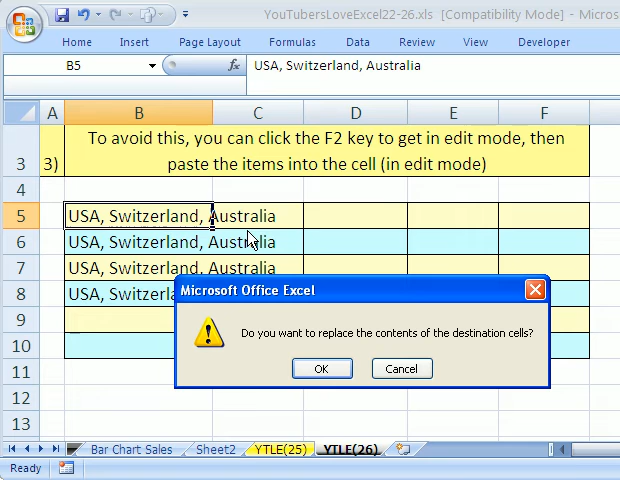 YouTubersLoveExcel22-26.xls [Compatibility Mode] - Micros
Home Insert Page Layout Formulas Data Review View Developer
B5 fx USA, Switzerland, Australia
A B C D E F
3 3) To avoid this, you can click the F2 key to get in edit mode, then
paste the items into the cell (in edit mode)
4
5 USA, Switzerland, Australia
6 USA, Switzerland, Australia
7 USA, Switzerland, Australia
8 USA, Switzerla
Microsoft Office Excel
Do you want to replace the contents of the destination cells?
9
10
OK Cancel
11
12
13
Bar Chart Sales Sheet2 YTLE(25) YTLE(26)
Ready